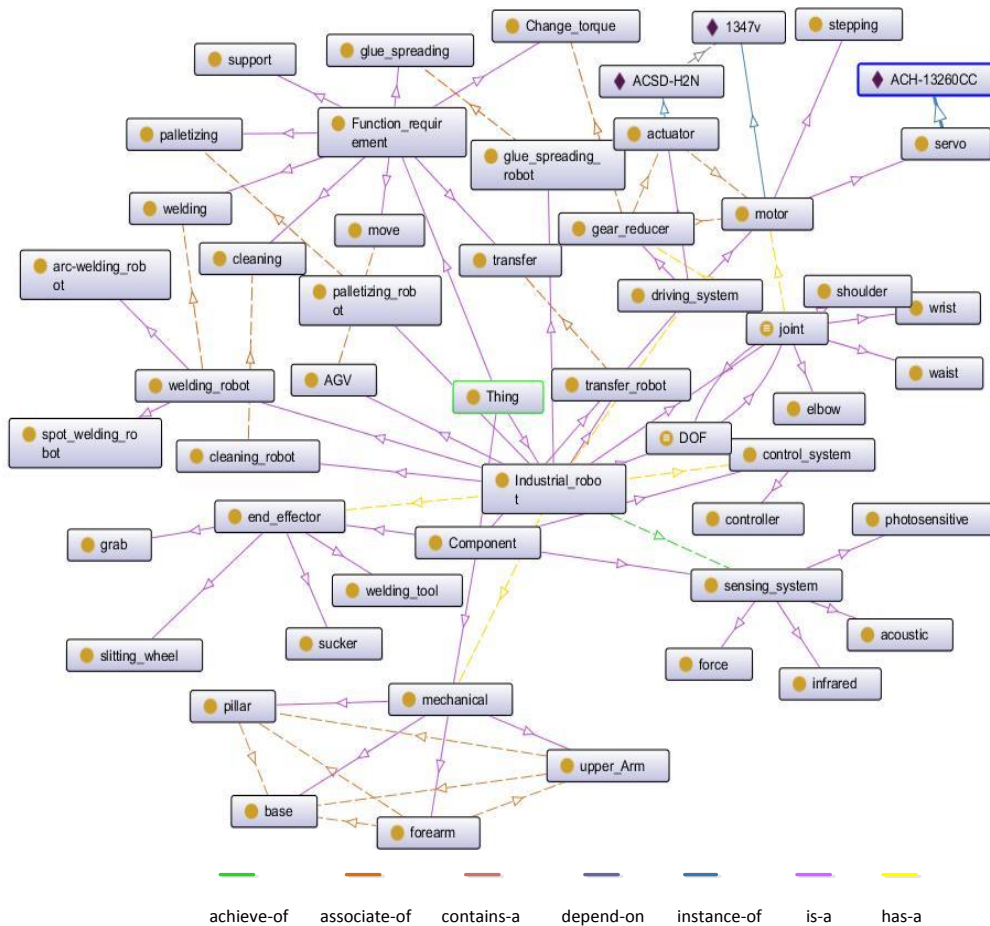 Change_torque
1347v
stepping
glue_spreading
support
ACSD-H2N
ACH-13260CC
Function_requir
ement
palletizing
actuator
servo
glue_spreading_
robot
welding
move
gear_reducer
motor
arc-welding_rob
ot
cleaning
transfer
palletizing_rob
ot
driving_system
shoulder
wrist
joint
welding_robot
AGV
Thing
transfer_robot
waist
elbow
spot_welding_ro
bot
cleaning_robot
DOF
control_system
Industrial_robo
t
end_effector
controller
photosensitive
grab
Component
welding_tool
sensing_system
slitting_wheel
sucker
acoustic
force
infrared
pillar
mechanical
upper_Arm
base
forearm
achieve-of
associate-of
contains-a
depend-on
instance-of
is-a
has-a